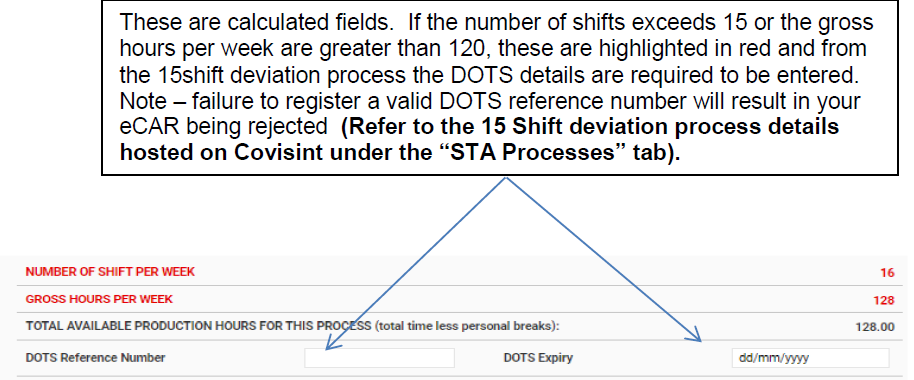 These are calculated fields.  If the number of shifts exceeds 15 or the gross
hours per week are greater than 120, these are highlighted in red and from
the 15shift deviation process the DOTS details are required to be entered.
Note – failure to register a valid DOTS reference number will result in your
eCAR being rejected  (Refer to the 15 Shift deviation process details
hosted on Covisint under the “STA Processes” tab).
NUMBER OF SHIFT PER WEEK 16
GROSS HOURS PER WEEK 128
TOTAL AVAILABLE PRODUCTION HOURS FOR THIS PROCESS (total time less personal breaks): 128.00
DOTS Reference Number DOTS Expiry dd/mm/yyyy